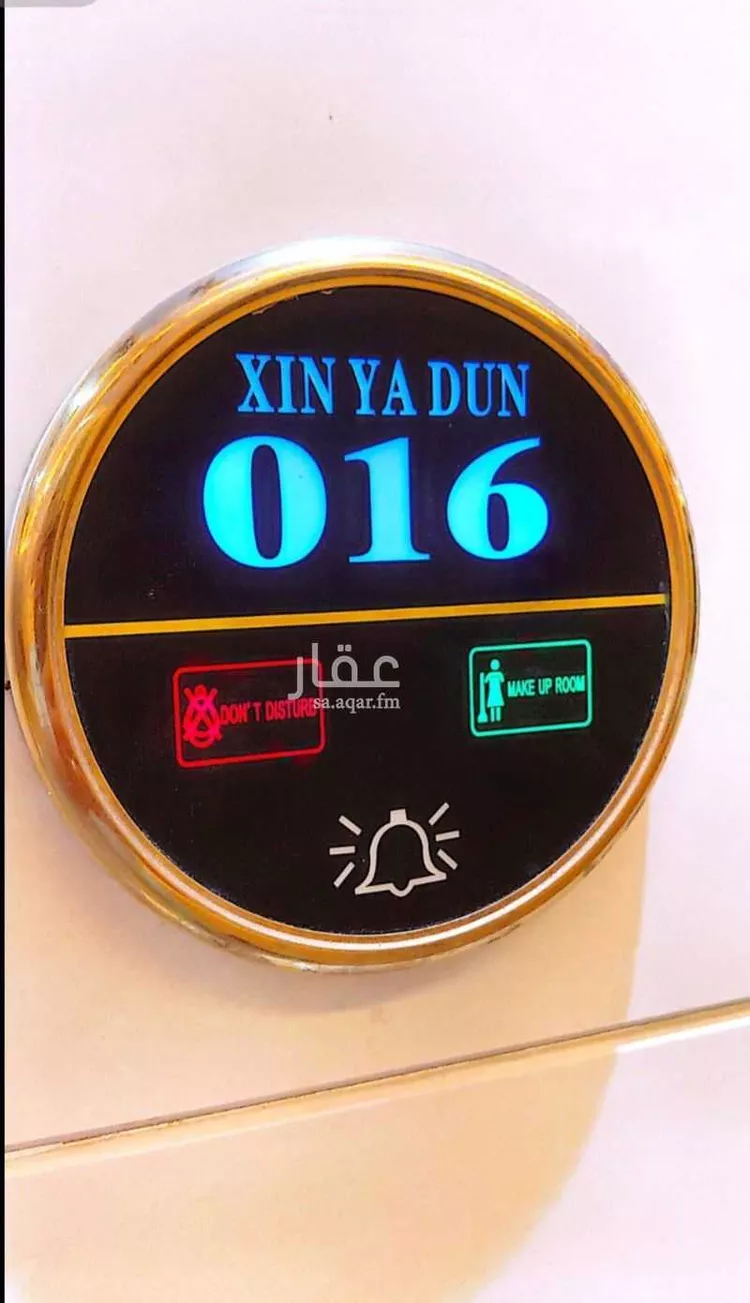 XIN YA DUN
016
عقار
sa.aqar.fm
DON'T DISTURB
MAKE UP ROOM